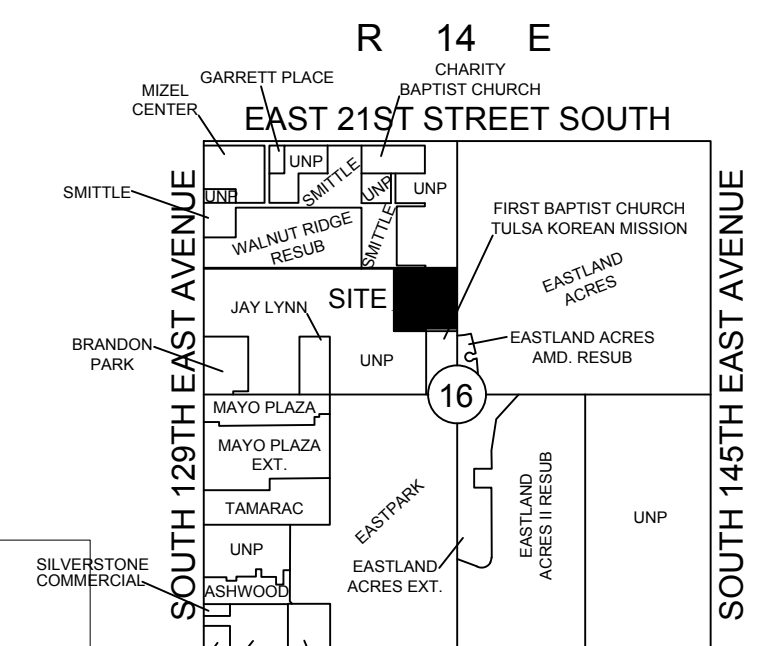 R 14 E
CHARITY
BAPTIST CHURCH
GARRETT PLACE
MIZEL
CENTER
EAST 21ST STREET SOUTH
UNP
SMITTLE
UNP
UNP
UNP
SMITTLE
SMITTLE
WALNUT RIDGE
RESUB
FIRST BAPTIST CHURCH
TULSA KOREAN MISSION
EASTLAND
ACRES
SITE
JAY LYNN
BRANDON
PARK
UNP
EASTLAND ACRES
AMD. RESUB
16
SOUTH 129TH EAST AVENUE
SOUTH 145TH EAST AVENUE
MAYO PLAZA
MAYO PLAZA
EXT.
TAMARAC
EASTPARK
EASTLAND
ACRES II RESUB
UNP
UNP
EASTLAND
ACRES EXT.
SILVERSTONE
COMMERCIAL
ASHWOOD